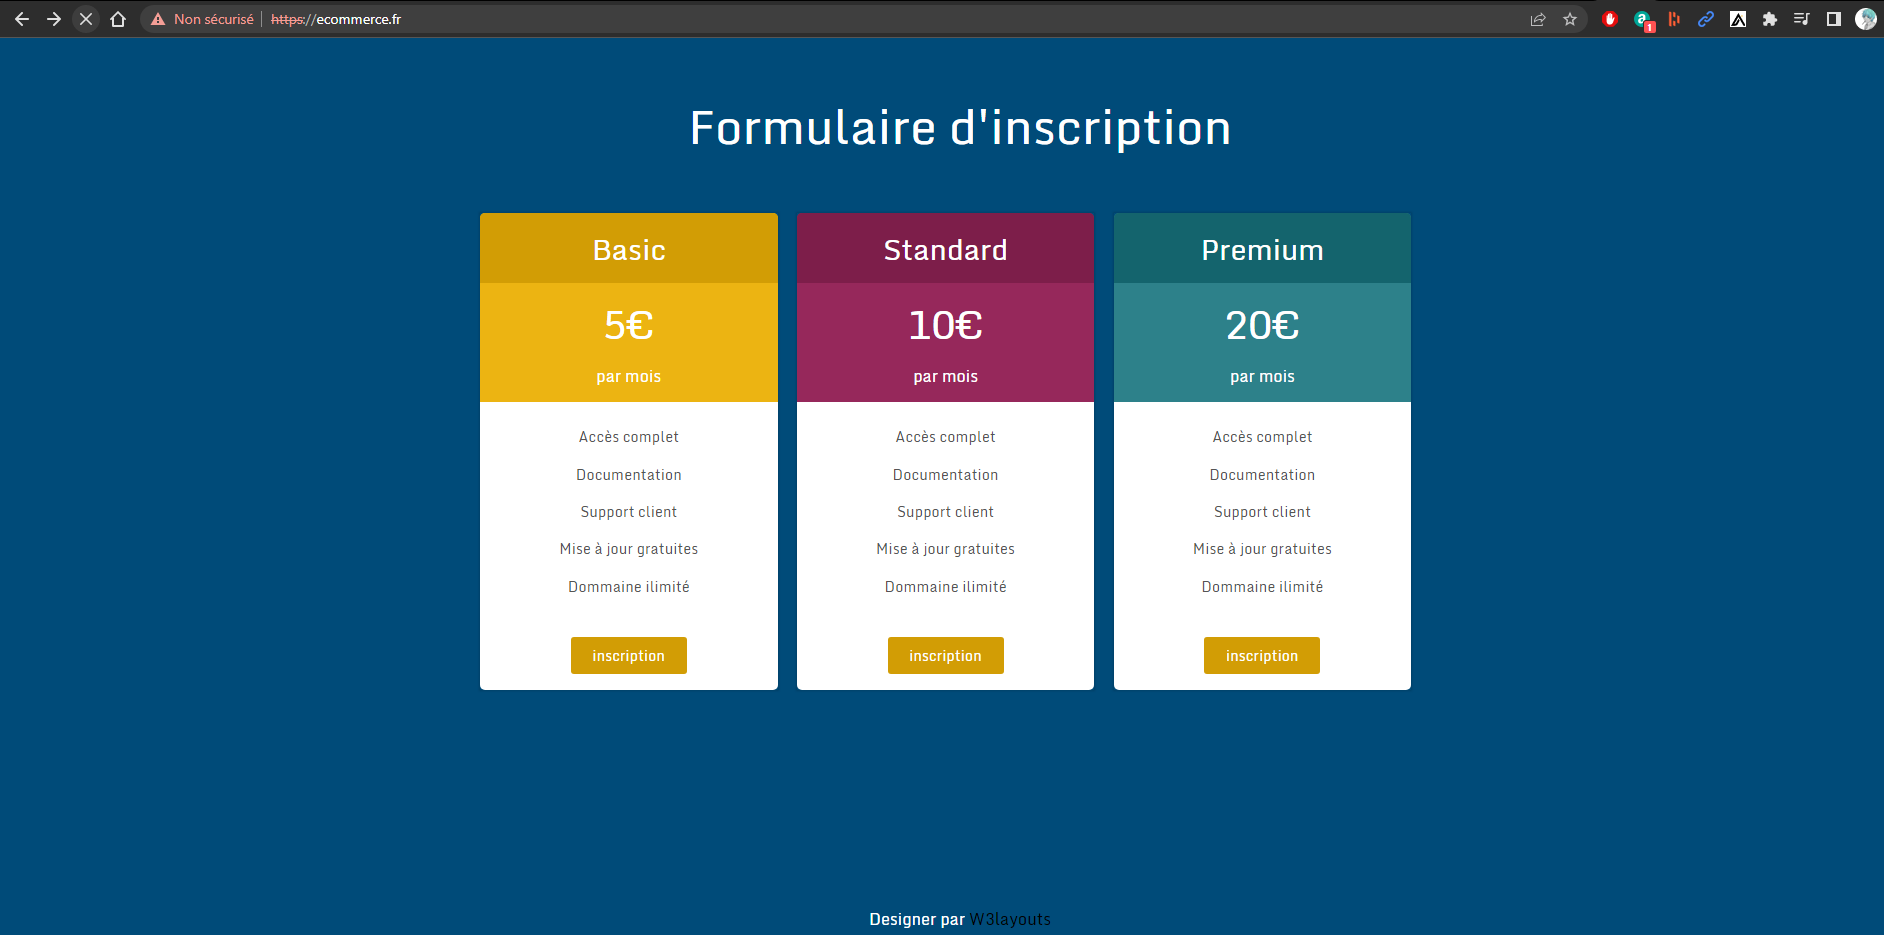 Non sécurisé https://ecommerce.fr
1
Formulaire d'inscription
Basic
5€
par mois
Accès complet
Documentation
Support client
Mise à jour gratuites
Dommaine ilimité
inscription
Standard
10€
par mois
Accès complet
Documentation
Support client
Mise à jour gratuites
Dommaine ilimité
inscription
Premium
20€
par mois
Accès complet
Documentation
Support client
Mise à jour gratuites
Dommaine ilimité
inscription
Designer par W3layouts